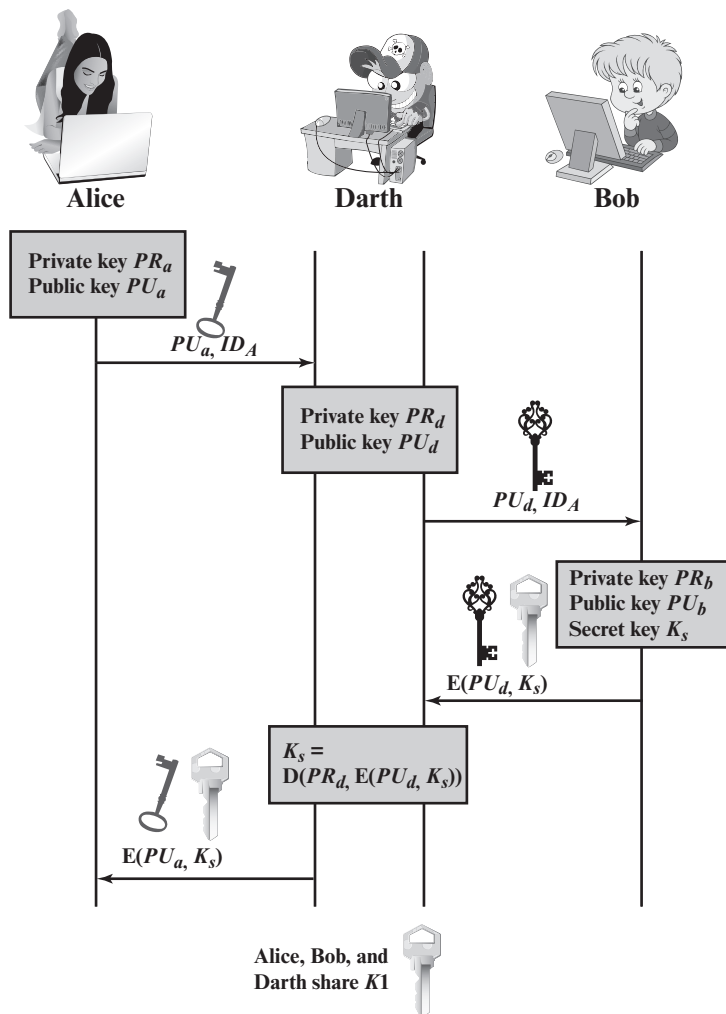 Alice
Darth
Bob
Private key PRa
Public key PUa
PUa, IDA
Private key PRd
Public key PUd
PUd, IDA
Private key PRb
Public key PUb
Secret key Ks
E(PUd, Ks)
Ks =
D(PRd, E(PUd, Ks))
E(PUa, Ks)
Alice, Bob, and
Darth share K1